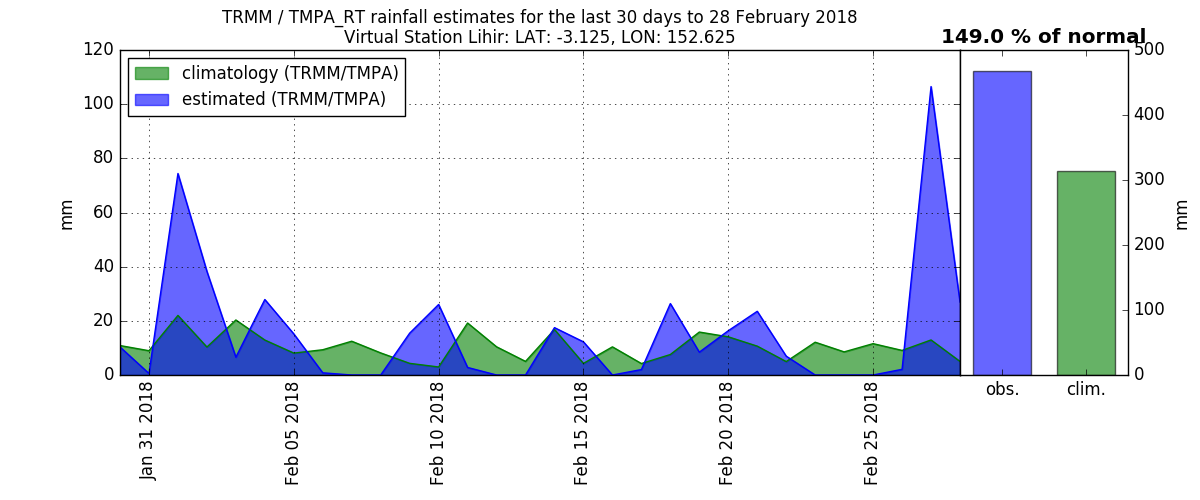 TRMM / TMPA_RT rainfall estimates for the last 30 days to 28 February 2018
Virtual Station Lihir: LAT: -3.125, LON: 152.625
149.0 % of normal
climatology (TRMM/TMPA)
estimated (TRMM/TMPA)
mm
120
100
80
60
40
20
0
Jan 31 2018
Feb 05 2018
Feb 10 2018
Feb 15 2018
Feb 20 2018
Feb 25 2018
obs.
clim.
500
400
300
200
100
0
mm